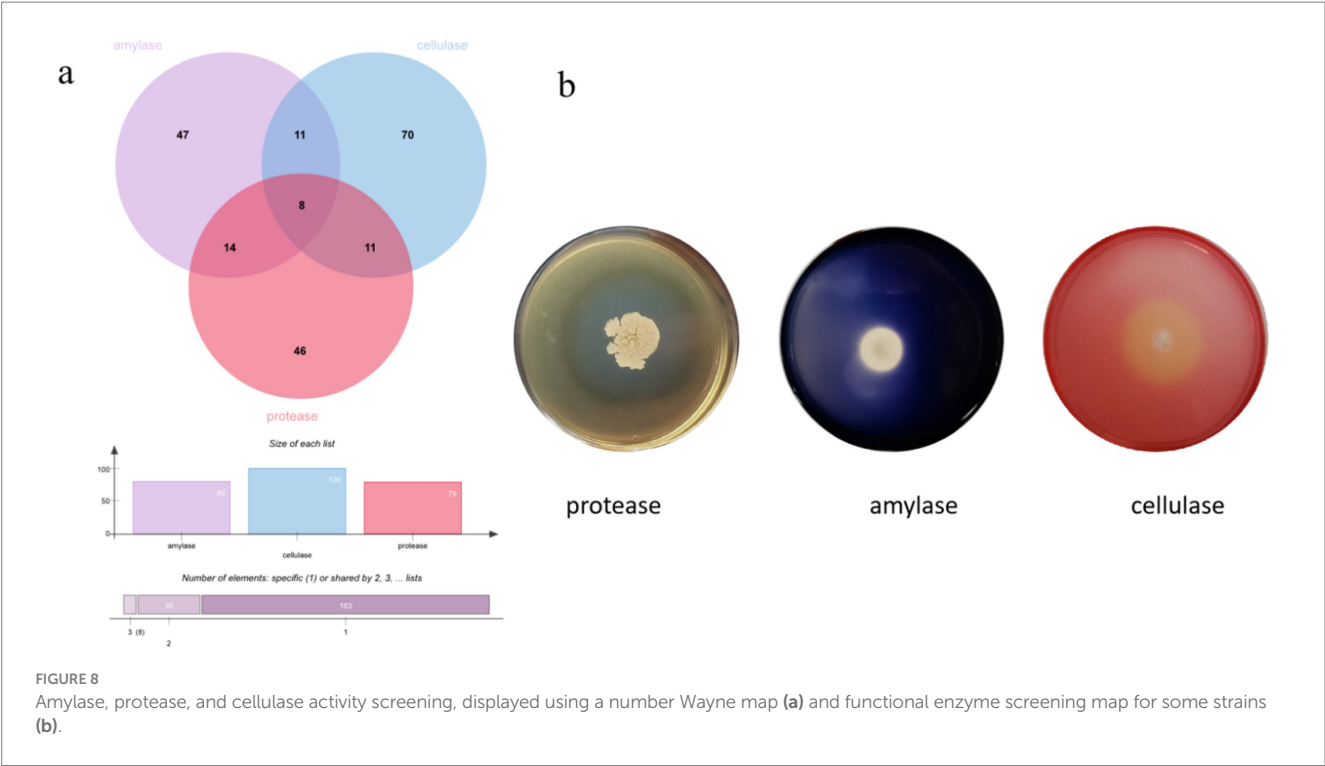 a
amylase
cellulase
47
11
70
8
14
11
46
protease
Size of each list
100
50
0
80
100
79
amylase
cellulase
protease
Number of elements: specific (1) or shared by 2, 3, ... lists
36
163
3 (8)
2
1
b
protease
amylase
cellulase
FIGURE 8
Amylase, protease, and cellulase activity screening, displayed using a number Wayne map (a) and functional enzyme screening map for some strains
(b).